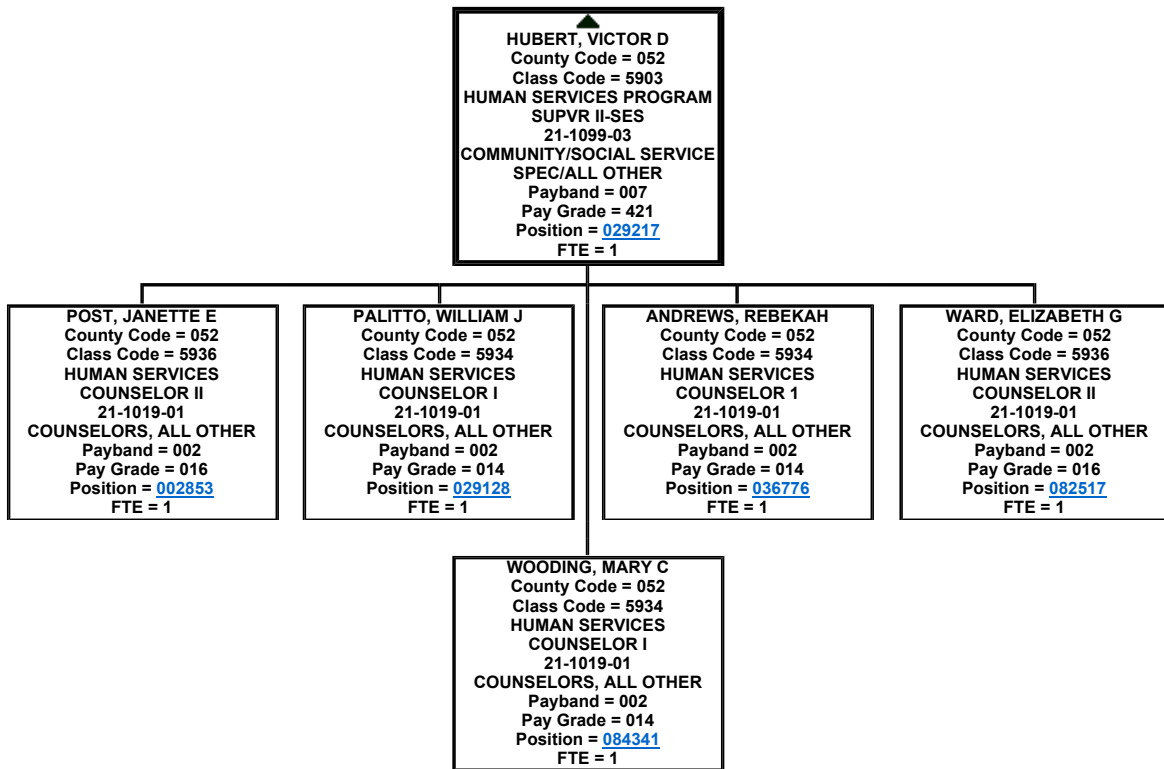 HUBERT, VICTOR D
County Code = 052
Class Code = 5903
HUMAN SERVICES PROGRAM
SUPVR II-SES
21-1099-03
COMMUNITY/SOCIAL SERVICE
SPEC/ALL OTHER
Payband = 007
Pay Grade = 421
Position = 029217
FTE = 1
POST, JANETTE E
County Code = 052
Class Code = 5936
HUMAN SERVICES
COUNSELOR II
21-1019-01
COUNSELORS, ALL OTHER
Payband = 002
Pay Grade = 016
Position = 002853
FTE = 1
PALITTO, WILLIAM J
County Code = 052
Class Code = 5934
HUMAN SERVICES
COUNSELOR I
21-1019-01
COUNSELORS, ALL OTHER
Payband = 002
Pay Grade = 014
Position = 029128
FTE = 1
ANDREWS, REBEKAH
County Code = 052
Class Code = 5934
HUMAN SERVICES
COUNSELOR 1
21-1019-01
COUNSELORS, ALL OTHER
Payband = 002
Pay Grade = 014
Position = 036776
FTE = 1
WARD, ELIZABETH G
County Code = 052
Class Code = 5936
HUMAN SERVICES
COUNSELOR II
21-1019-01
COUNSELORS, ALL OTHER
Payband = 002
Pay Grade = 016
Position = 082517
FTE = 1
WOODING, MARY C
County Code = 052
Class Code = 5934
HUMAN SERVICES
COUNSELOR I
21-1019-01
COUNSELORS, ALL OTHER
Payband = 002
Pay Grade = 014
Position = 084341
FTE = 1